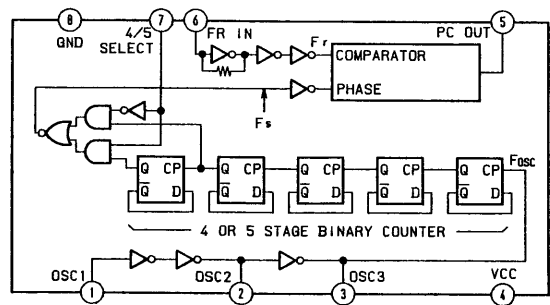 8
GND
7
4/5
SELECT
6
FR IN
5
PC OUT
Fr
COMPARATOR
PHASE
Fs
Q CP Q CP Q CP Q CP Q CP
Q̅ D Q̅ D Q̅ D Q̅ D Q̅ D
FOSC
4 OR 5 STAGE BINARY COUNTER
OSC1
1
OSC2
2
OSC3
3
VCC
4